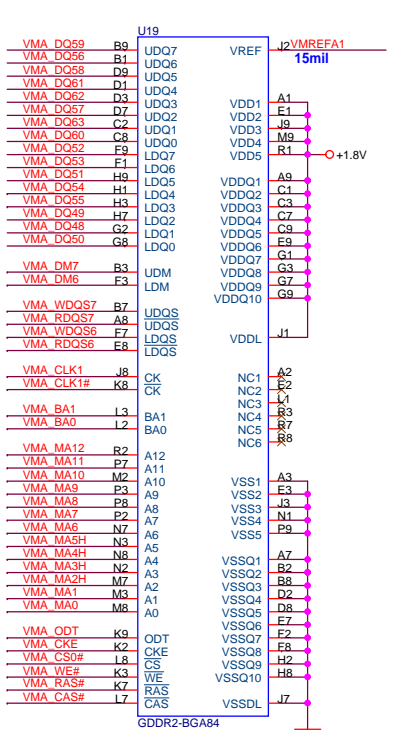 U19
VMA_DQ59 B9 UDQ7
VMA_DQ56 B1 UDQ6
VMA_DQ58 D9 UDQ5
VMA_DQ61 D1 UDQ4
VMA_DQ62 D3 UDQ3
VMA_DQ57 D7 UDQ2
VMA_DQ63 C2 UDQ1
VMA_DQ60 C8 UDQ0
VMA_DQ52 F9 LDQ7
VMA_DQ53 F1 LDQ6
VMA_DQ51 H9 LDQ5
VMA_DQ54 H1 LDQ4
VMA_DQ55 H3 LDQ3
VMA_DQ49 H7 LDQ2
VMA_DQ48 G2 LDQ1
VMA_DQ50 G8 LDQ0
VMA_DM7 B3 UDM
VMA_DM6 F3 LDM
VMA_WDQS7 B7 UDQS
VMA_RDQS7 A8 UDQS
VMA_WDQS6 F7 LDQS
VMA_RDQS6 E8 LDQS
VMA_CLK1 J8 CK
VMA_CLK1# K8 CK
VMA_BA1 L3 BA1
VMA_BA0 L2 BA0
VMA_MA12 R2 A12
VMA_MA11 P7 A11
VMA_MA10 M2 A10
VMA_MA9 P3 A9
VMA_MA8 P8 A8
VMA_MA7 P2 A7
VMA_MA6 N7 A6
VMA_MA5H N3 A5
VMA_MA4H N8 A4
VMA_MA3H N2 A3
VMA_MA2H M7 A2
VMA_MA1 M3 A1
VMA_MA0 M8 A0
VMA_ODT K9 ODT
VMA_CKE K2 CKE
VMA_CS0# L8 CS
VMA_WE# K3 WE
VMA_RAS# K7 RAS
VMA_CAS# L7 CAS
VREF J2 VMREFA1
15mil
VDD1 A1
VDD2 E1
VDD3 J9
VDD4 M9
VDD5 R1 +1.8V
VDDQ1 A9
VDDQ2 C1
VDDQ3 C3
VDDQ4 C7
VDDQ5 C9
VDDQ6 E9
VDDQ7 G1
VDDQ8 G3
VDDQ9 G7
VDDQ10 G9
VDDL J1
NC1 A2
NC2 E2
NC3 L1
NC4 R3
NC5 R7
NC6 R8
VSS1 A3
VSS2 E3
VSS3 J3
VSS4 N1
VSS5 P9
VSSQ1 A7
VSSQ2 B2
VSSQ3 B8
VSSQ4 D2
VSSQ5 D8
VSSQ6 E7
VSSQ7 F2
VSSQ8 F8
VSSQ9 H2
VSSQ10 H8
VSSDL J7
GDDR2-BGA84